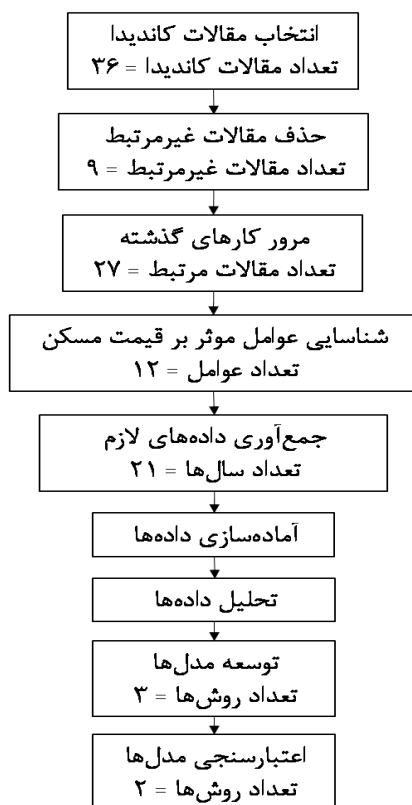 انتخاب مقالات کاندیدا
تعداد مقالات کاندیدا = ۳۶
حذف مقالات غیرمرتبط
تعداد مقالات غیرمرتبط = ۹
مرور کارهای گذشته
تعداد مقالات مرتبط = ۲۷
شناسایی عوامل موثر بر قیمت مسکن
تعداد عوامل = ۱۲
جمع‌آوری داده‌های لازم
تعداد سال‌ها = ۲۱
آماده‌سازی داده‌ها
تحلیل داده‌ها
توسعه مدل‌ها
تعداد روش‌ها = ۳
اعتبارسنجی مدل‌ها
تعداد روش‌ها = ۲